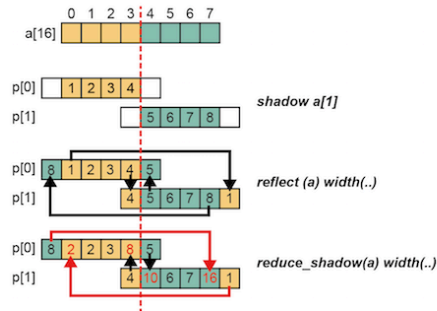 0 1 2 3 4 5 6 7
a[16]
p[0] 1 2 3 4
shadow a[1]
p[1] 5 6 7 8
p[0] 8 1 2 3 4 5
reflect (a) width(..)
p[1] 4 5 6 7 8 1
p[0] 8 2 2 3 8 5
reduce_shadow(a) width(..)
p[1] 4 10 6 7 16 1